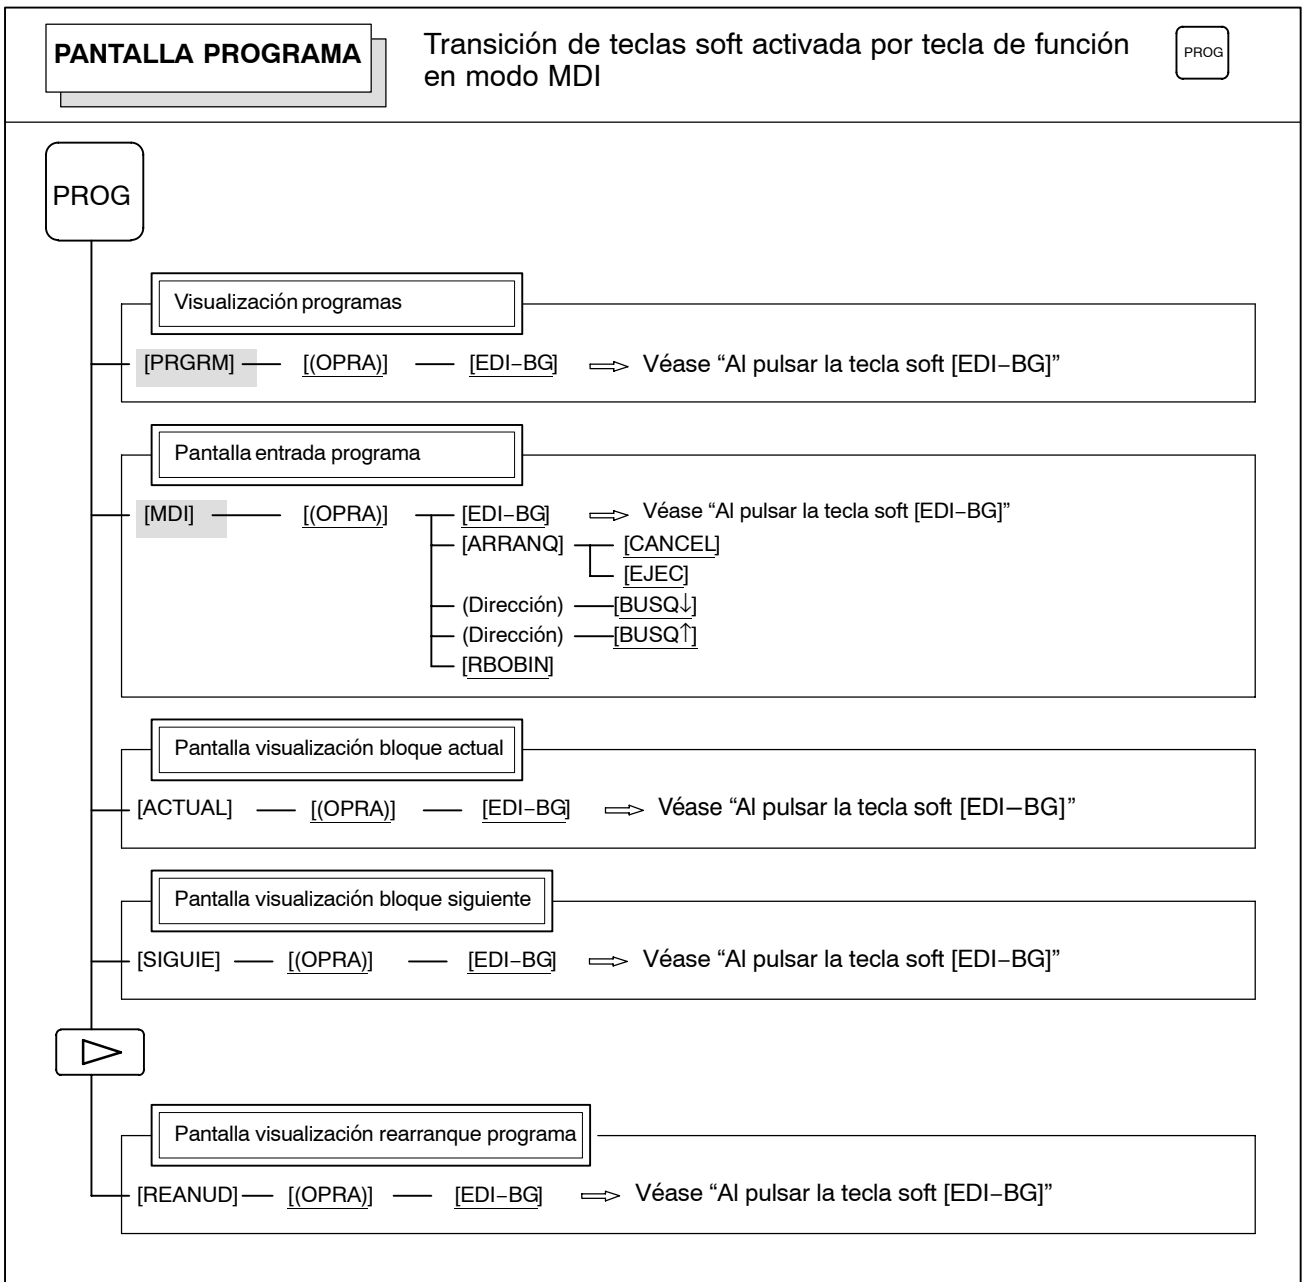 PANTALLA PROGRAMA
Transición de teclas soft activada por tecla de función
en modo MDI
PROG
PROG
Visualización programas
[PRGRM] [(OPRA)] [EDI–BG] Véase “Al pulsar la tecla soft [EDI–BG]”
Pantalla entrada programa
[MDI] [(OPRA)] [EDI–BG] Véase “Al pulsar la tecla soft [EDI–BG]”
[ARRANQ] [CANCEL]
[EJEC]
(Dirección) [BUSQ↓]
(Dirección) [BUSQ↑]
[RBOBIN]
Pantalla visualización bloque actual
[ACTUAL] [(OPRA)] [EDI–BG] Véase “Al pulsar la tecla soft [EDI–BG]”
Pantalla visualización bloque siguiente
[SIGUIE] [(OPRA)] [EDI–BG] Véase “Al pulsar la tecla soft [EDI–BG]”
Pantalla visualización rearranque programa
[REANUD] [(OPRA)] [EDI–BG] Véase “Al pulsar la tecla soft [EDI–BG]”